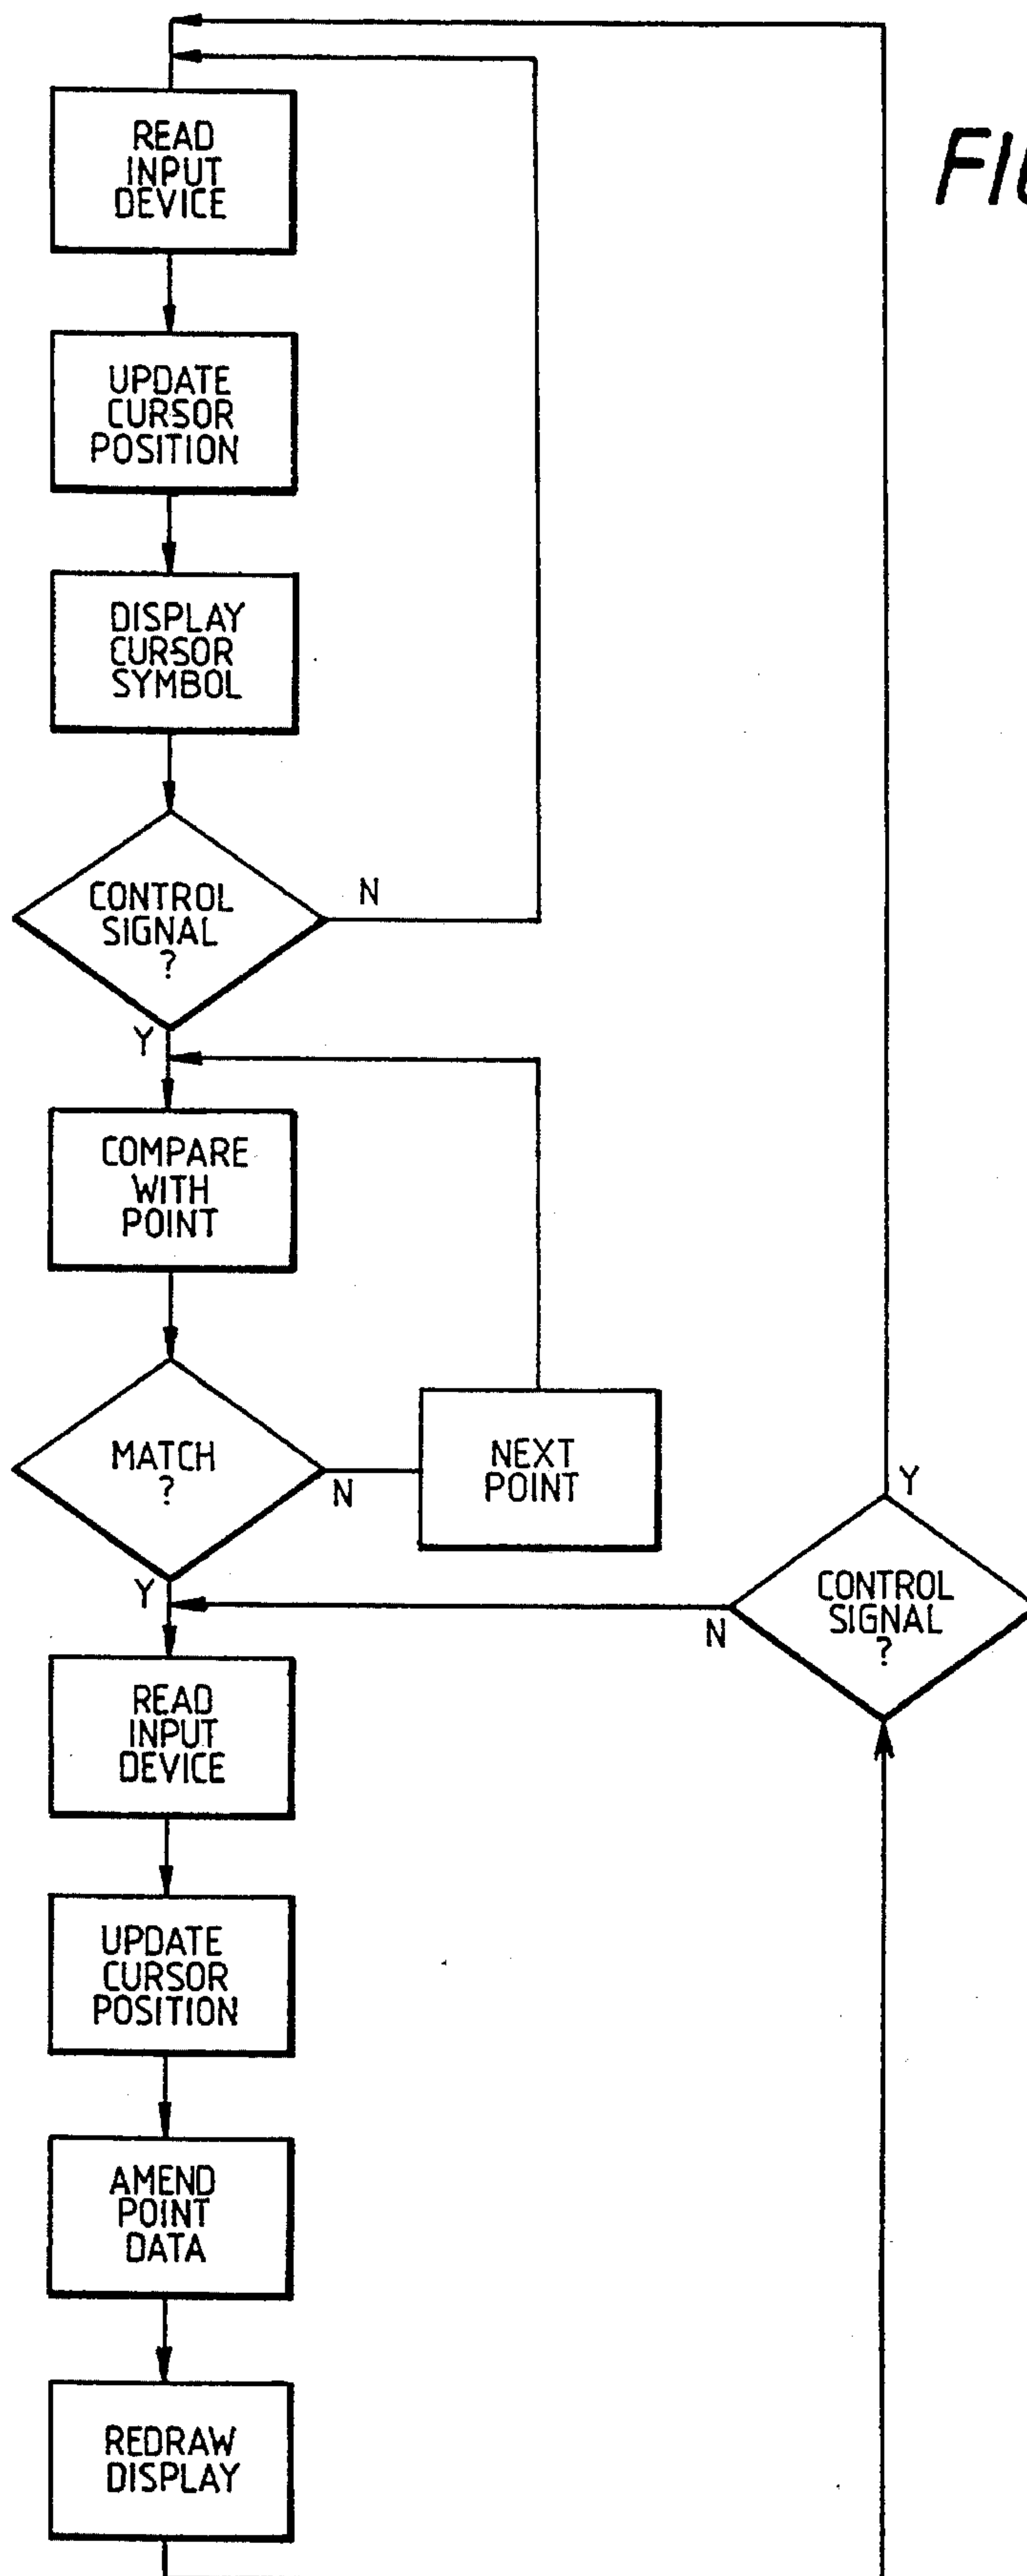 READ
INPUT
DEVICE
UPDATE
CURSOR
POSITION
DISPLAY
CURSOR
SYMBOL
CONTROL
SIGNAL
?
N
Y
COMPARE
WITH
POINT
MATCH
?
N
NEXT
POINT
Y
READ
INPUT
DEVICE
UPDATE
CURSOR
POSITION
AMEND
POINT
DATA
REDRAW
DISPLAY
CONTROL
SIGNAL
?
Y
N